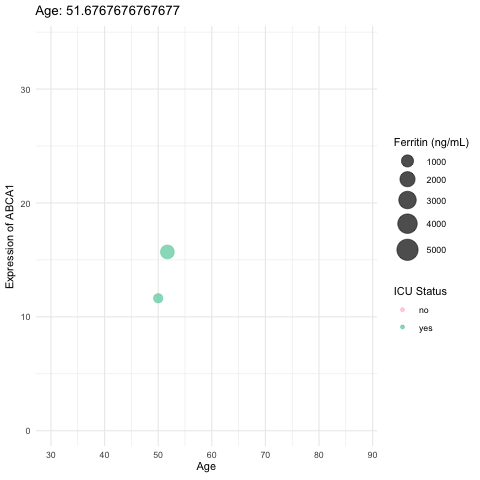 Age: 51.6767676767677
Expression of ABCA1
30
20
10
0
30 40 50 60 70 80 90
Age
Ferritin (ng/mL)
1000
2000
3000
4000
5000
ICU Status
no
yes